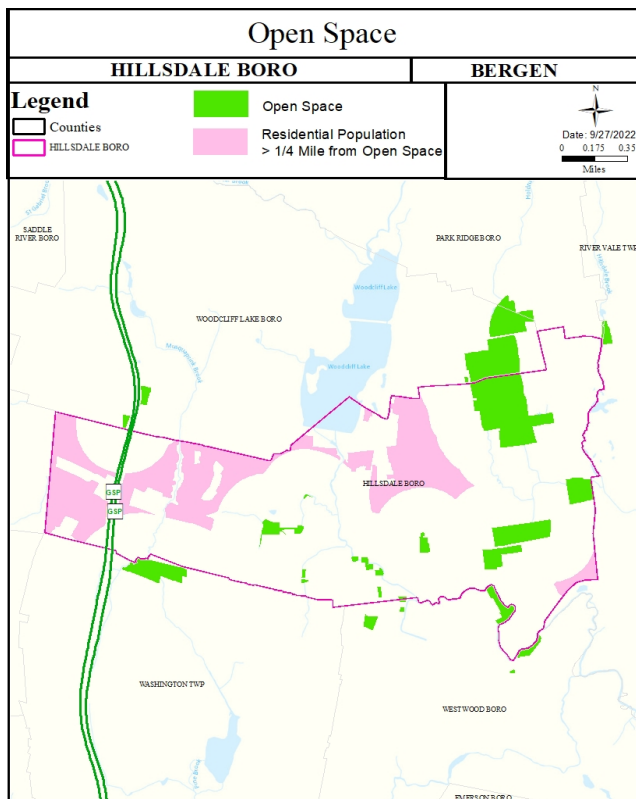 Open Space
HILLSDALE BORO
BERGEN
Legend
Counties
HILLSDALE BORO
Open Space
Residential Population
> 1/4 Mile from Open Space
N
Date: 9/27/2022
0 0.175 0.35
Miles
SADDLE
RIVER BORO
PARK RIDGE BORO
RIVER VALE TWP
Woodcliff Lake
WOODCLIFF LAKE BORO
Woodcliff Lake
Musquapsink Brook
HILLSDALE BORO
GSP
GSP
WASHINGTON TWP
WESTWOOD BORO
EMERSON BORO